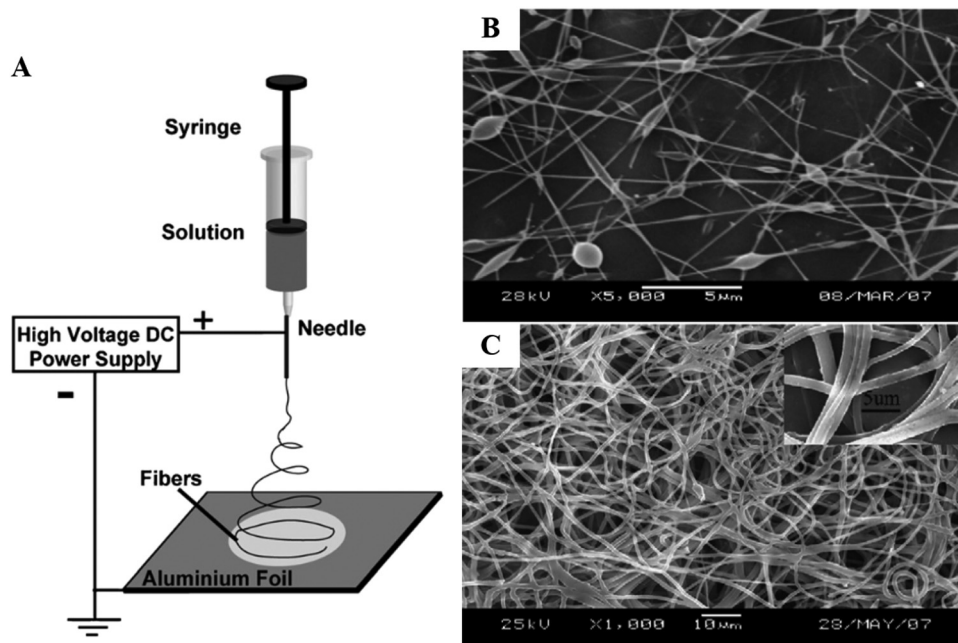 A
Syringe
Solution
+
High Voltage DC
Power Supply
Needle
-
Fibers
Aluminium Foil
B
28kV X5,000 5µm 08/MAR/07
C
5um
25kV X1,000 10µm 28/MAY/07